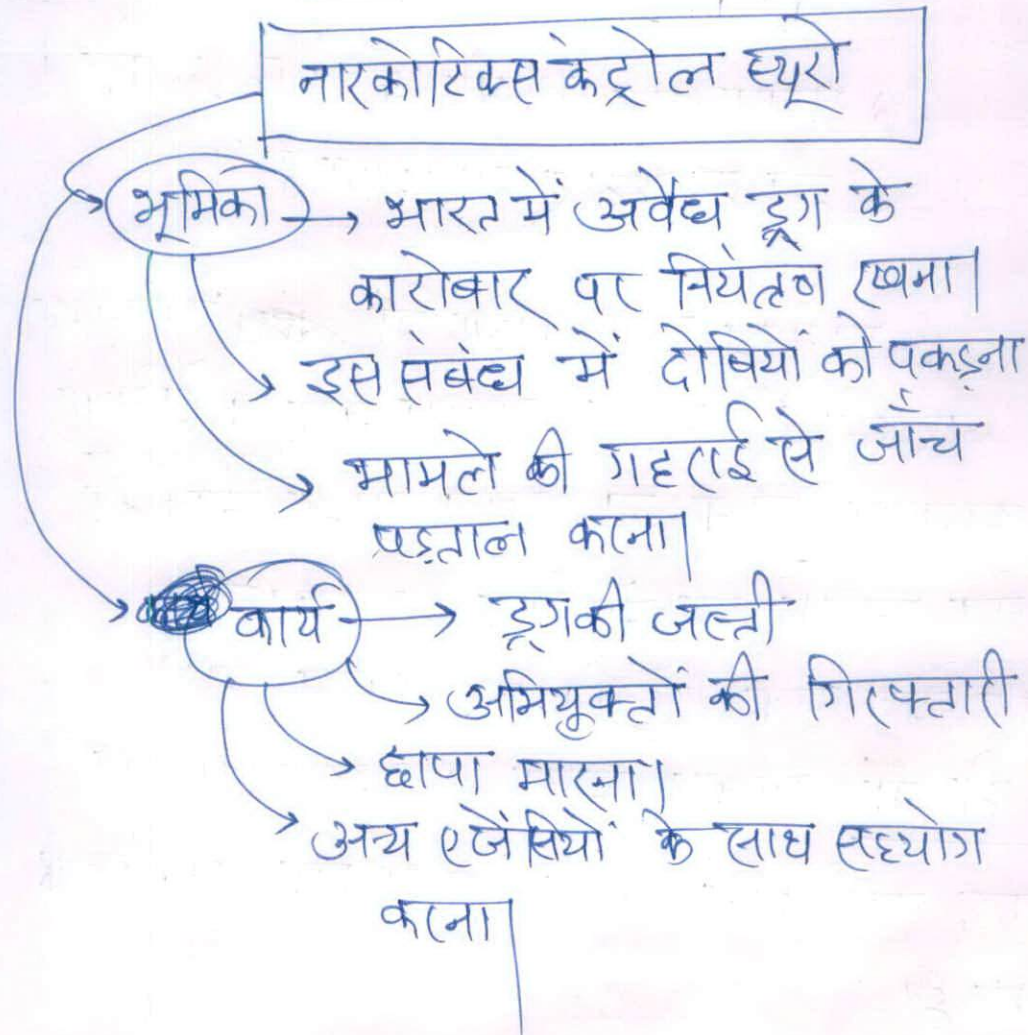 नारकोटिक्स कंट्रोल ब्यूरो
भूमिका → भारत में अवैध ड्रग के
कारोबार पर नियंत्रण रखना।
इस संबंध में दोषियों को पकड़ना
मामले की गहराई से जाँच
पड़ताल करना।
कार्य → ड्रग की जब्ती
अभियुक्तों की गिरफ्तारी
छापा मारना।
अन्य एजेंसियों के साथ सहयोग
करना।